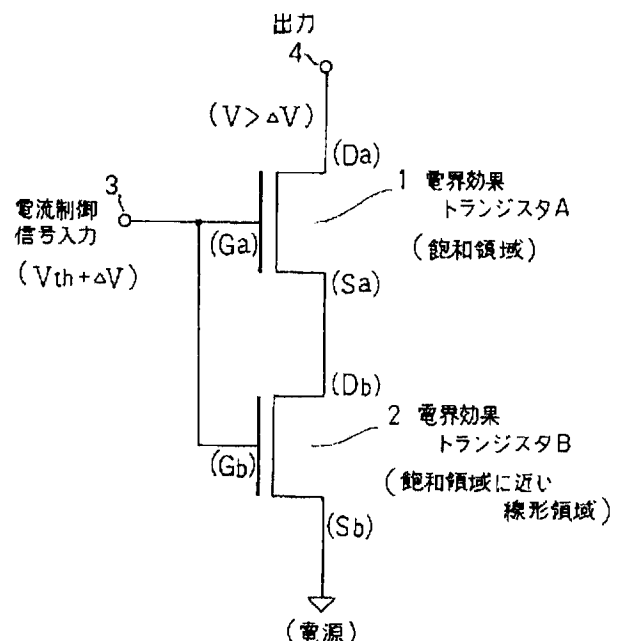 出力
4
(V>△V)
(Da)
3
1 電界効果
トランジスタA
電流制御
信号入力
(Ga)
(飽和領域)
(Vth+△V)
(Sa)
(Db)
2 電界効果
トランジスタB
(Gb)
(飽和領域に近い
線形領域)
(Sb)
(電源)